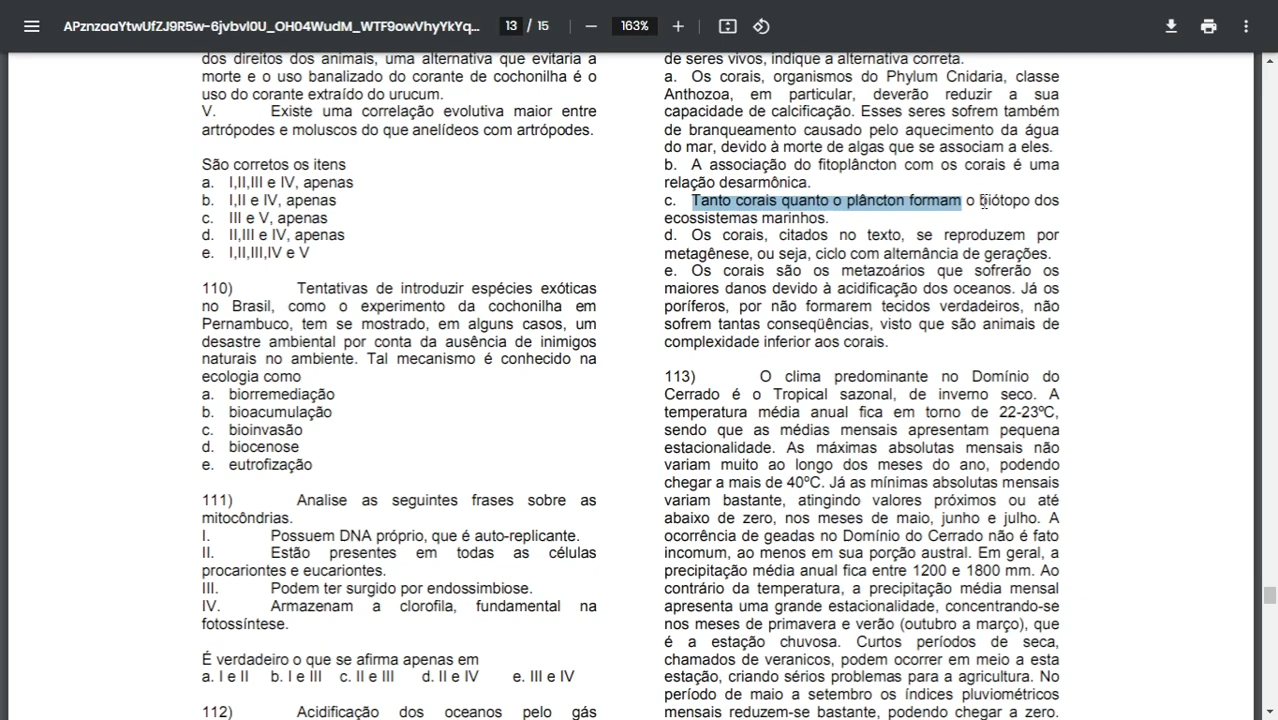 APznzaaYtwUfZJ9R5w-6jvbvl0U_OH04WudM_WTF9owVhyYkYq...
13 / 15
163%
dos direitos dos animais, uma alternativa que evitaria a
morte e o uso banalizado do corante de cochonilha é o
uso do corante extraído do urucum.
V. Existe uma correlação evolutiva maior entre
artrópodes e moluscos do que anelídeos com artrópodes.
São corretos os itens
a. I,II,III e IV, apenas
b. I,II e IV, apenas
c. III e V, apenas
d. II,III e IV, apenas
e. I,II,III,IV e V
110) Tentativas de introduzir espécies exóticas
no Brasil, como o experimento da cochonilha em
Pernambuco, tem se mostrado, em alguns casos, um
desastre ambiental por conta da ausência de inimigos
naturais no ambiente. Tal mecanismo é conhecido na
ecologia como
a. biorremediação
b. bioacumulação
c. bioinvasão
d. biocenose
e. eutrofização
111) Analise as seguintes frases sobre as
mitocôndrias.
I. Possuem DNA próprio, que é auto-replicante.
II. Estão presentes em todas as células
procariontes e eucariontes.
III. Podem ter surgido por endossimbiose.
IV. Armazenam a clorofila, fundamental na
fotossíntese.
É verdadeiro o que se afirma apenas em
a. I e II b. I e III c. II e III d. II e IV e. III e IV
112) Acidificação dos oceanos pelo gás
de seres vivos, indique a alternativa correta.
a. Os corais, organismos do Phylum Cnidaria, classe
Anthozoa, em particular, deverão reduzir a sua
capacidade de calcificação. Esses seres sofrem também
de branqueamento causado pelo aquecimento da água
do mar, devido à morte de algas que se associam a eles.
b. A associação do fitoplâncton com os corais é uma
relação desarmônica.
c. Tanto corais quanto o plâncton formam o biótopo dos
ecossistemas marinhos.
d. Os corais, citados no texto, se reproduzem por
metagênese, ou seja, ciclo com alternância de gerações.
e. Os corais são os metazoários que sofrerão os
maiores danos devido à acidificação dos oceanos. Já os
poríferos, por não formarem tecidos verdadeiros, não
sofrem tantas conseqüências, visto que são animais de
complexidade inferior aos corais.
113) O clima predominante no Domínio do
Cerrado é o Tropical sazonal, de inverno seco. A
temperatura média anual fica em torno de 22-23ºC,
sendo que as médias mensais apresentam pequena
estacionalidade. As máximas absolutas mensais não
variam muito ao longo dos meses do ano, podendo
chegar a mais de 40ºC. Já as mínimas absolutas mensais
variam bastante, atingindo valores próximos ou até
abaixo de zero, nos meses de maio, junho e julho. A
ocorrência de geadas no Domínio do Cerrado não é fato
incomum, ao menos em sua porção austral. Em geral, a
precipitação média anual fica entre 1200 e 1800 mm. Ao
contrário da temperatura, a precipitação média mensal
apresenta uma grande estacionalidade, concentrando-se
nos meses de primavera e verão (outubro a março), que
é a estação chuvosa. Curtos períodos de seca,
chamados de veranicos, podem ocorrer em meio a esta
estação, criando sérios problemas para a agricultura. No
período de maio a setembro os índices pluviométricos
mensais reduzem-se bastante, podendo chegar a zero.